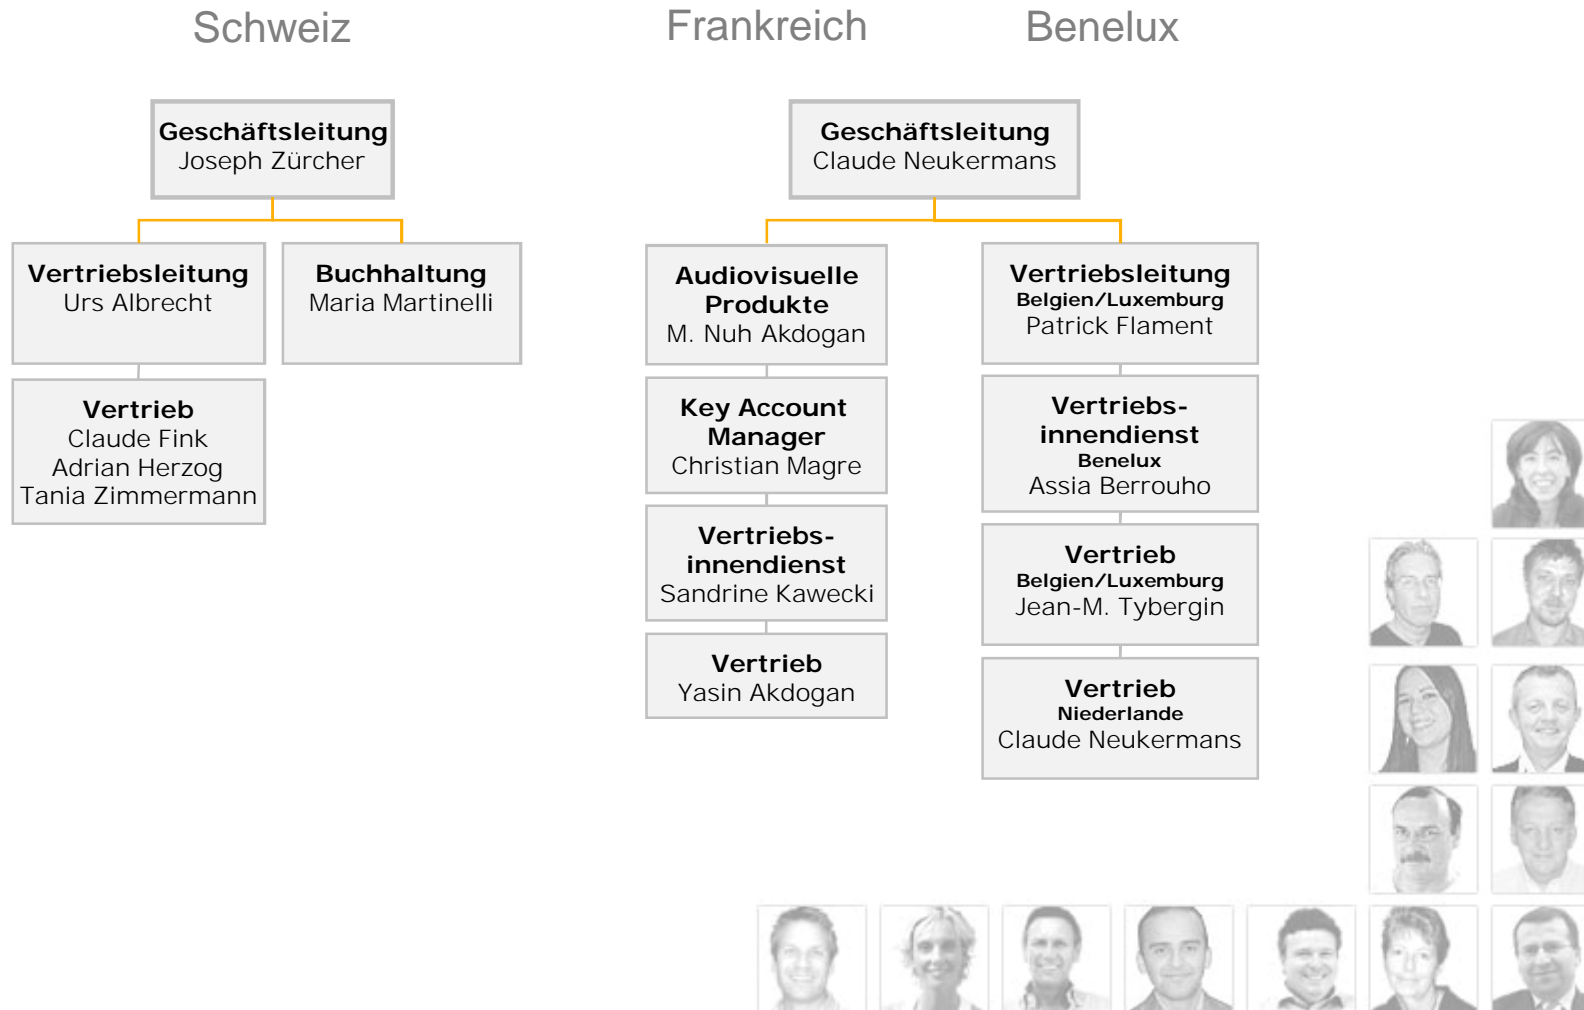 Schweiz
Frankreich
Benelux
Geschäftsleitung
Joseph Zürcher
Vertriebsleitung
Urs Albrecht
Buchhaltung
Maria Martinelli
Vertrieb
Claude Fink
Adrian Herzog
Tania Zimmermann
Geschäftsleitung
Claude Neukermans
Audiovisuelle
Produkte
M. Nuh Akdogan
Key Account
Manager
Christian Magre
Vertriebs-
innendienst
Sandrine Kawecki
Vertrieb
Yasin Akdogan
Vertriebsleitung
Belgien/Luxemburg
Patrick Flament
Vertriebs-
innendienst
Benelux
Assia Berrouho
Vertrieb
Belgien/Luxemburg
Jean-M. Tybergin
Vertrieb
Niederlande
Claude Neukermans